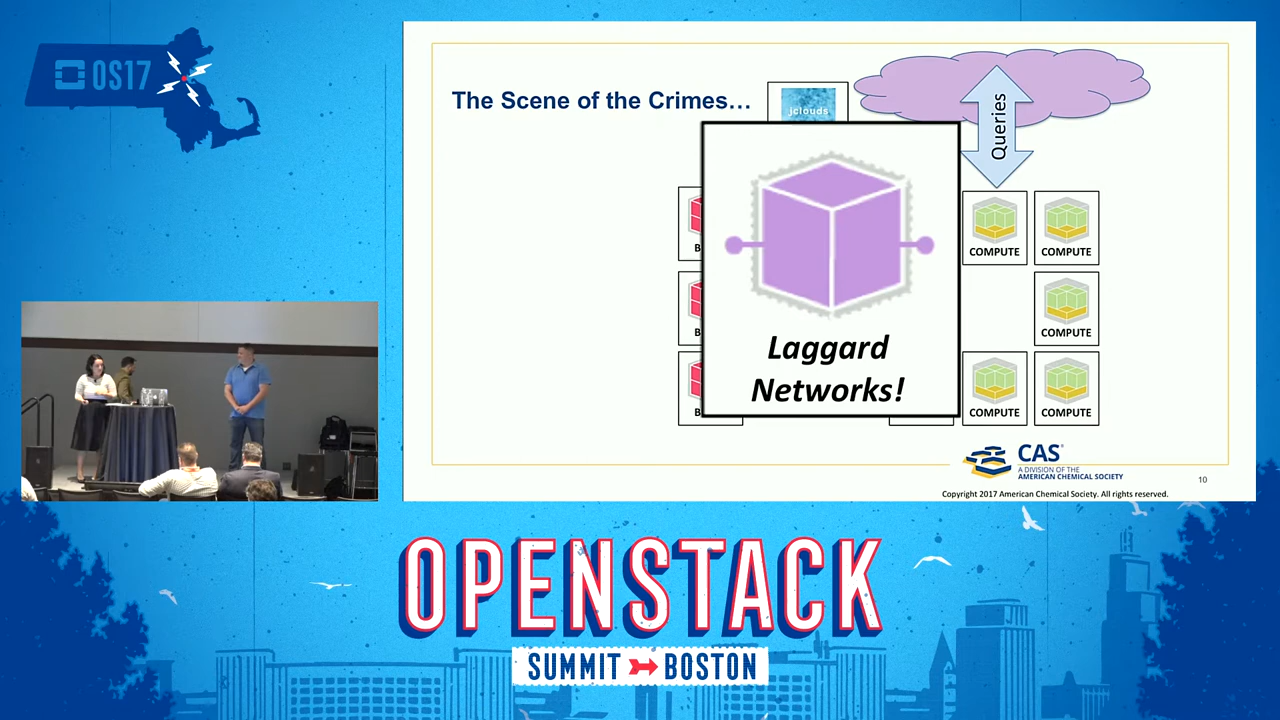 OS17
The Scene of the Crimes…
jclouds
Queries
Laggard
Networks!
B
B
B
COMPUTE
COMPUTE
COMPUTE
COMPUTE
COMPUTE
CAS
A DIVISION OF THE
AMERICAN CHEMICAL SOCIETY
10
Copyright 2017 American Chemical Society. All rights reserved.
OPENSTACK
SUMMIT BOSTON